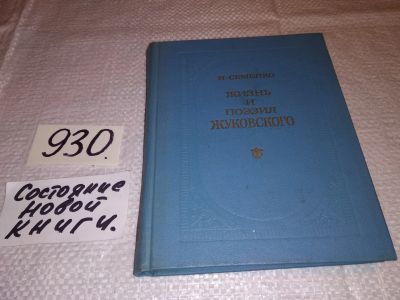 И. СЕМЕНКО
ЖИЗНЬ
И
ПОЭЗИЯ
ЖУКОВСКОГО
930.
Состояние
новой
книги.